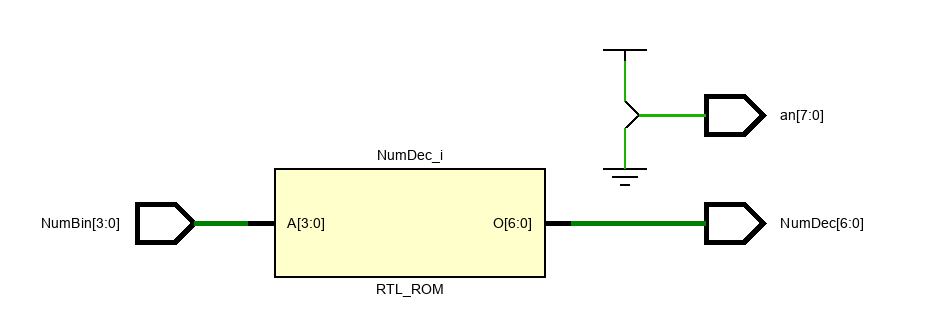 NumDec_i
an[7:0]
NumBin[3:0]
A[3:0]
O[6:0]
NumDec[6:0]
RTL_ROM